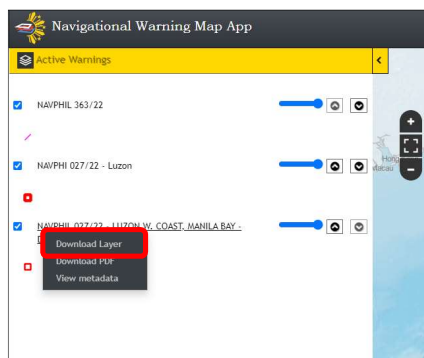 Navigational Warning Map App
Active Warnings
NAVPHIL 363/22
NAVPHI 027/22 - Luzon
NAVPHIL 027/22 - LUZON W. COAST, MANILA BAY -
Download Layer
Download PDF
View metadata
Hong